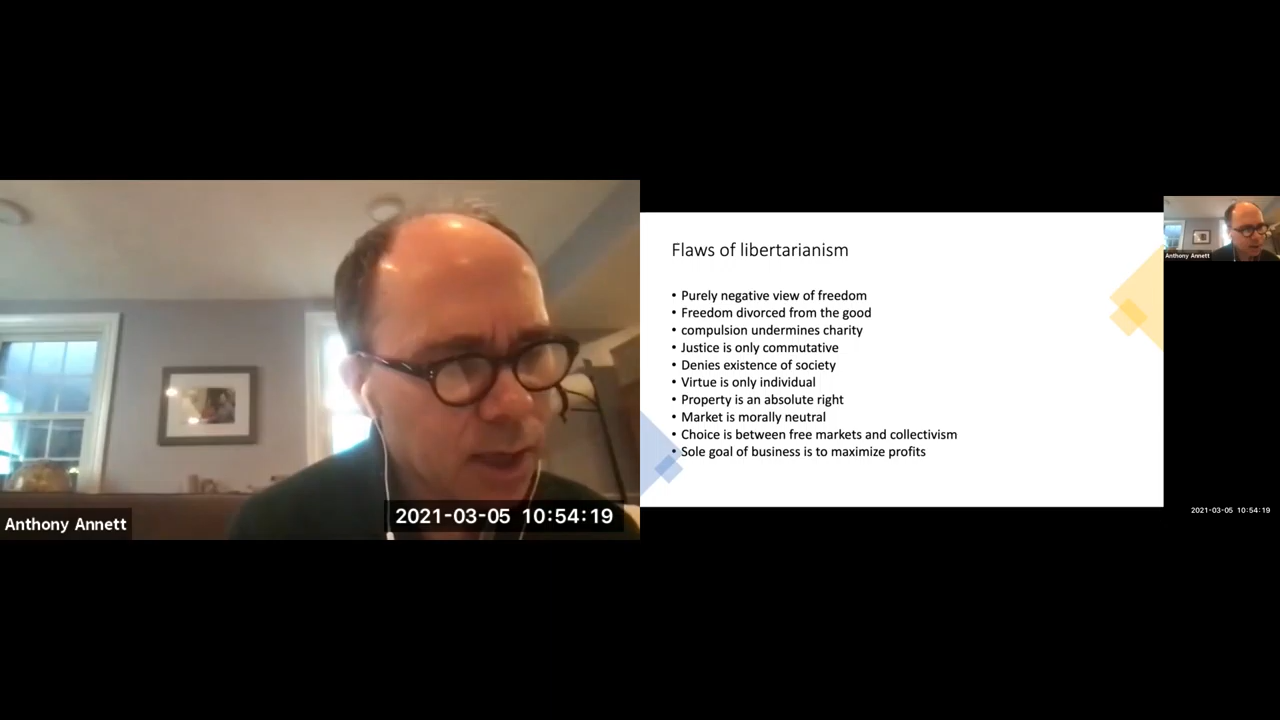 Anthony Annett
2021-03-05 10:54:19
Flaws of libertarianism
• Purely negative view of freedom
• Freedom divorced from the good
• compulsion undermines charity
• Justice is only commutative
• Denies existence of society
• Virtue is only individual
• Property is an absolute right
• Market is morally neutral
• Choice is between free markets and collectivism
• Sole goal of business is to maximize profits
Anthony Annett
2021-03-05 10:54:19